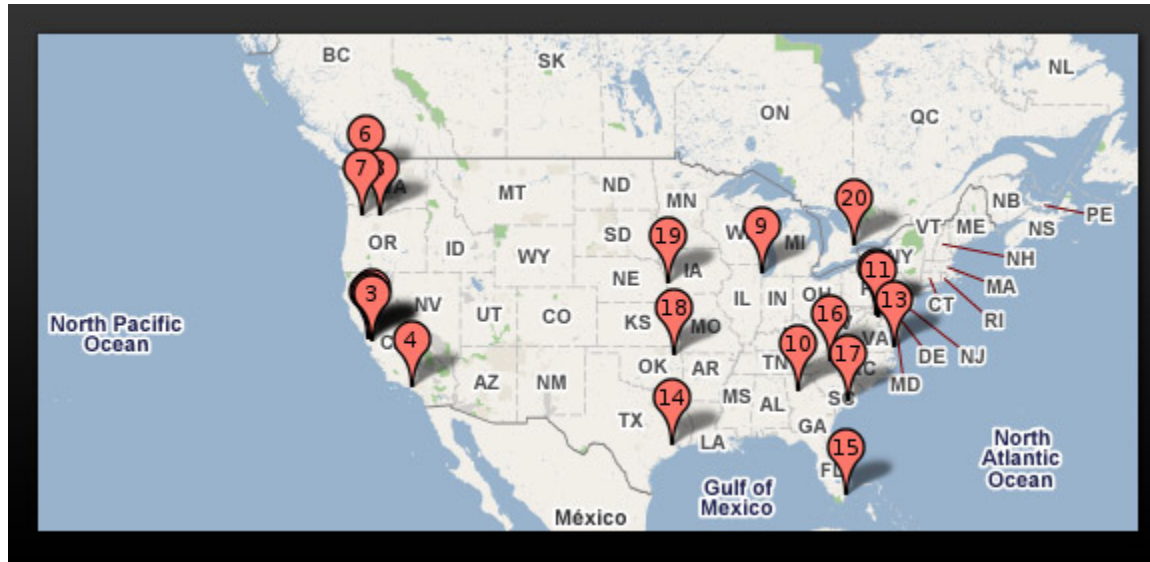 BC
SK
NL
ON
QC
6
7
8
WA
MT
ND
MN
20
NB
PE
VT
ME
NS
OR
ID
SD
19
9
MI
NY
NH
WY
NE
IA
11
MA
3
NV
IL
IN
OH
13
CT
RI
North Pacific
Ocean
UT
CO
KS
18
MO
16
VA
DE
NJ
4
OK
AR
TN
10
17
MD
AZ
NM
MS
AL
SC
14
TX
LA
GA
15
FL
North
Atlantic
Ocean
Gulf of
Mexico
México